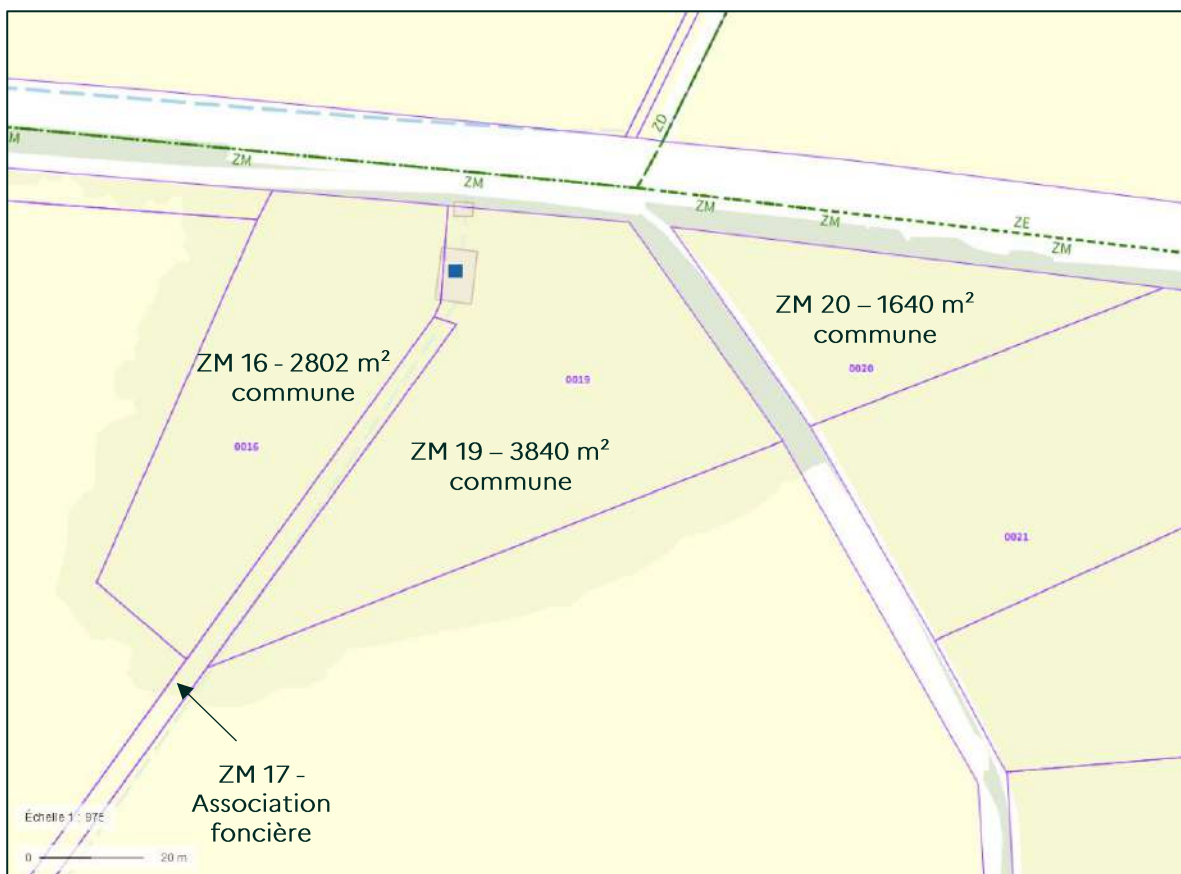 ZD
M
ZM
ZM
ZM
ZM
ZE
ZM
ZM 20 – 1640 m²
commune
0020
ZM 16 - 2802 m²
commune
0016
0019
ZM 19 – 3840 m²
commune
0021
ZM 17 -
Association
foncière
Échelle 1 : 975
0
20 m